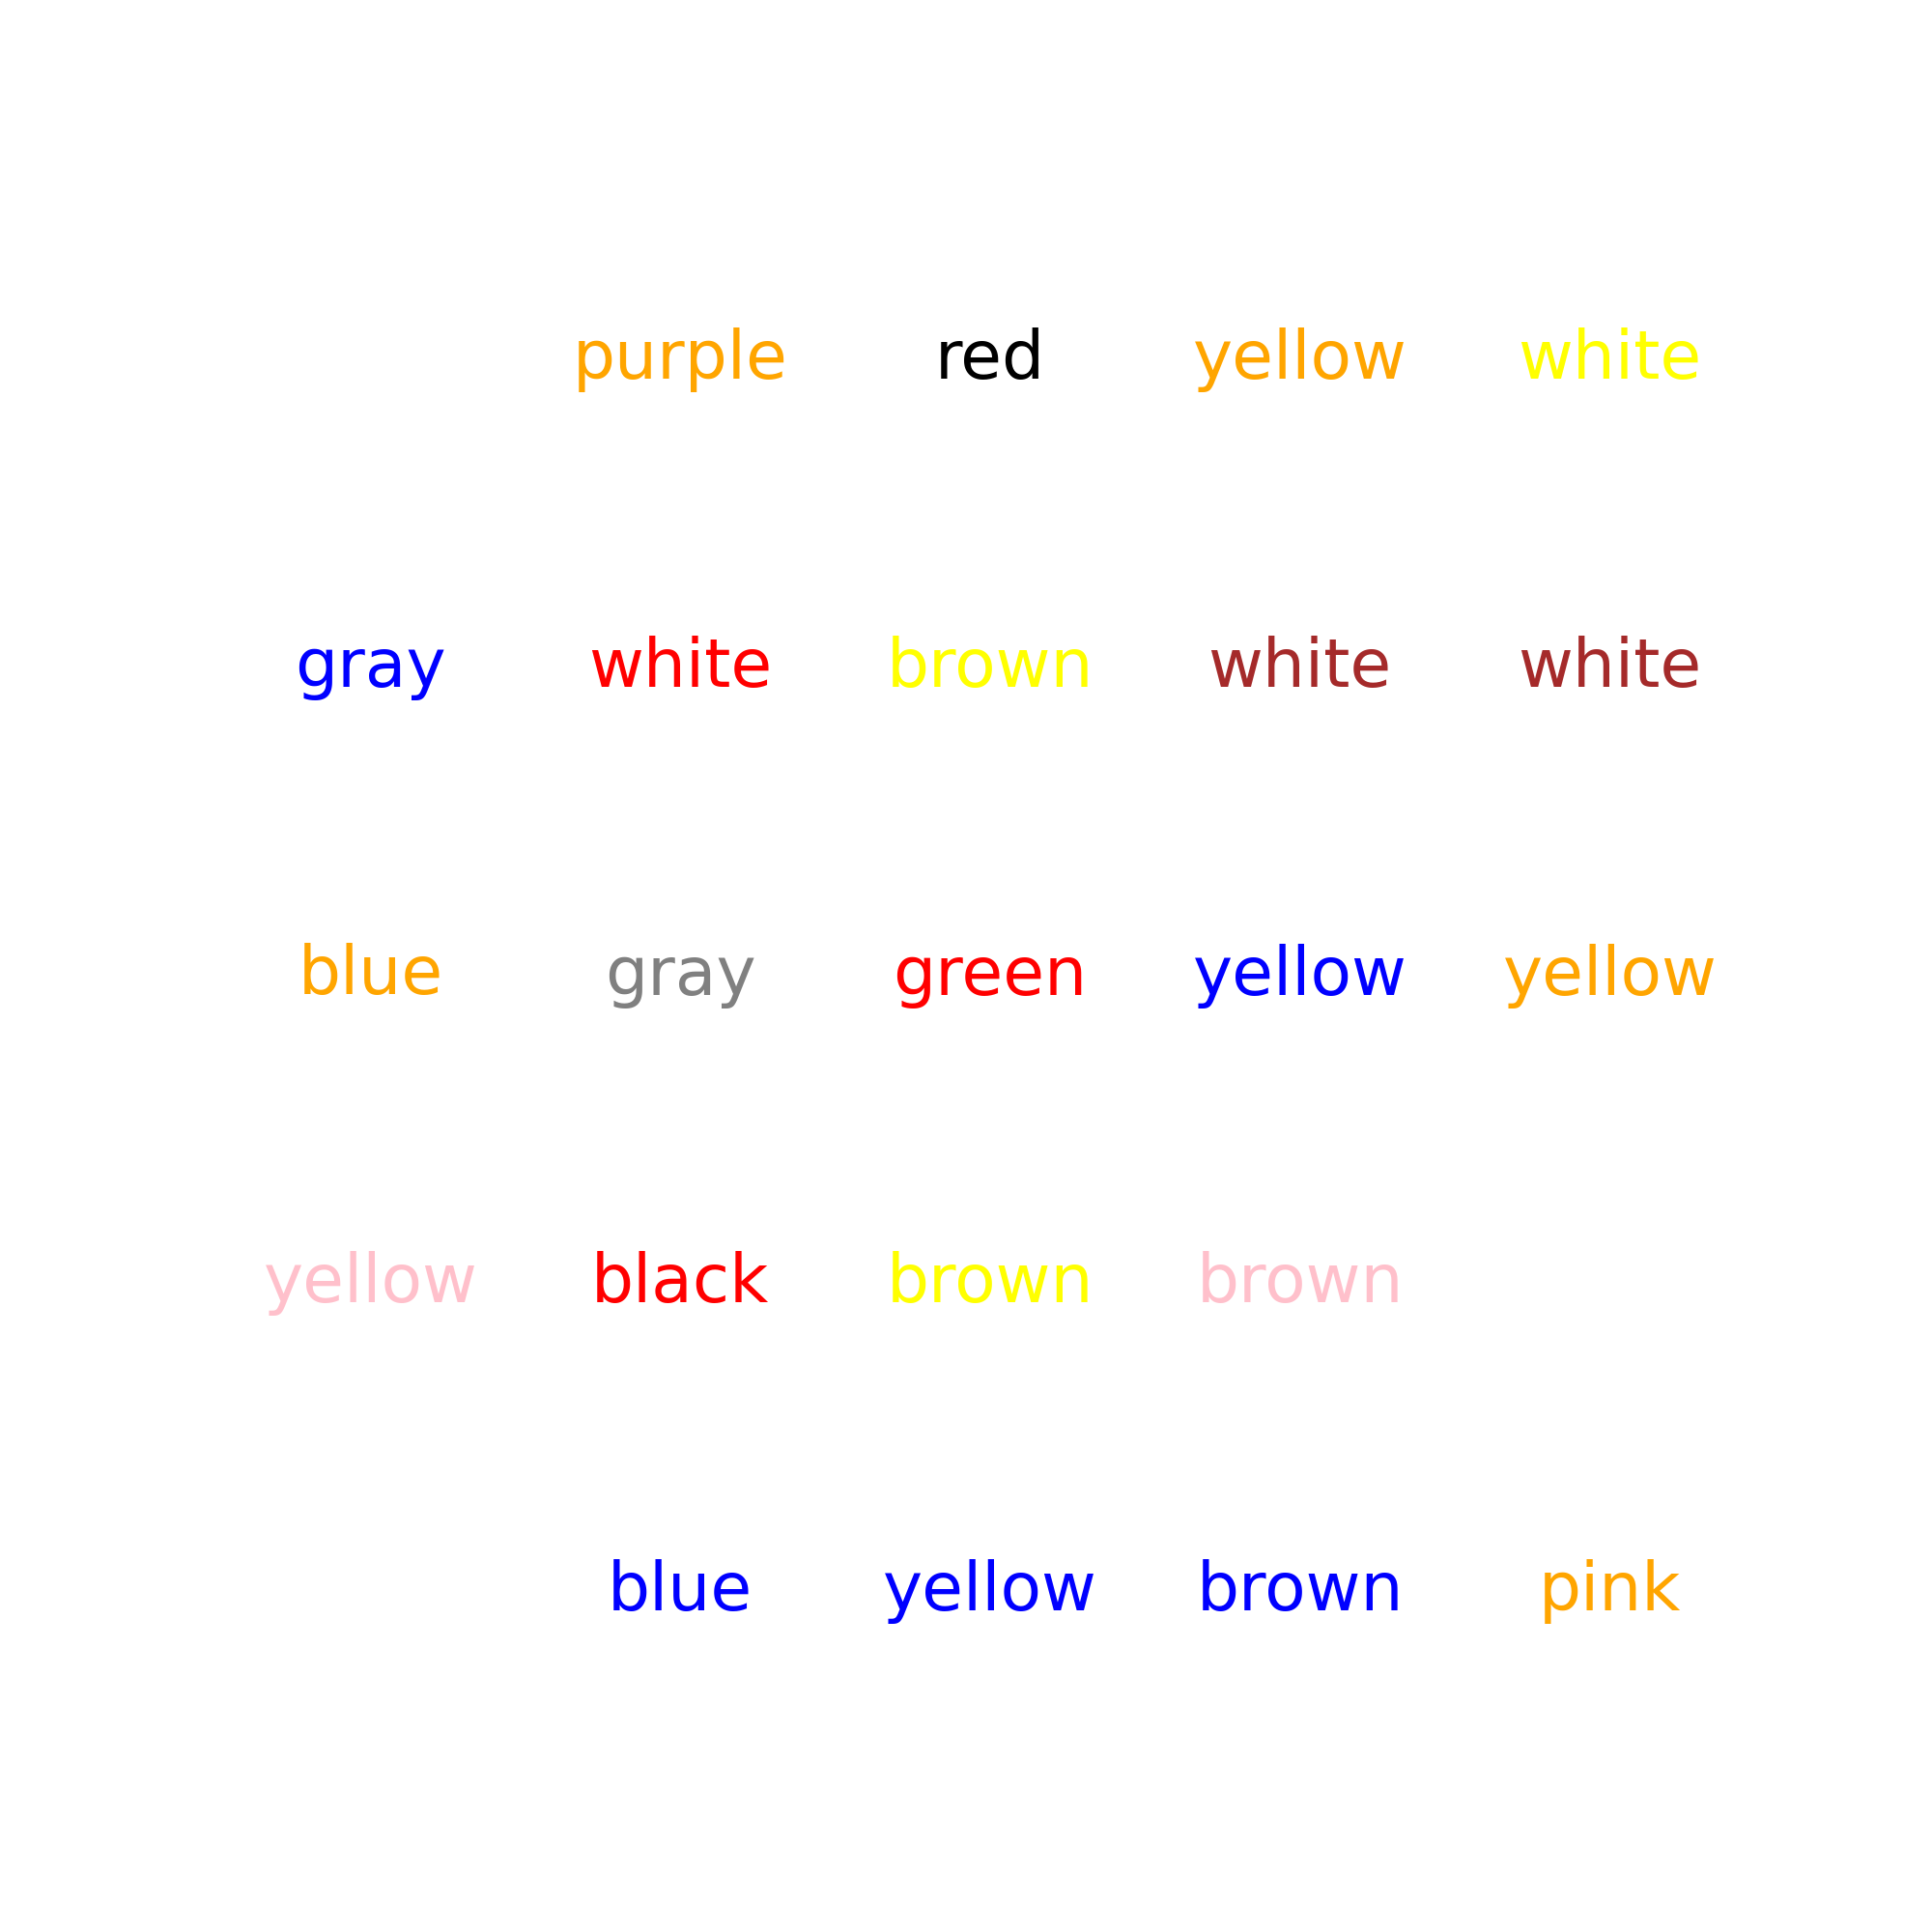 purple red yellow white
gray white brown white white
blue gray green yellow yellow
yellow black brown brown
blue yellow brown pink